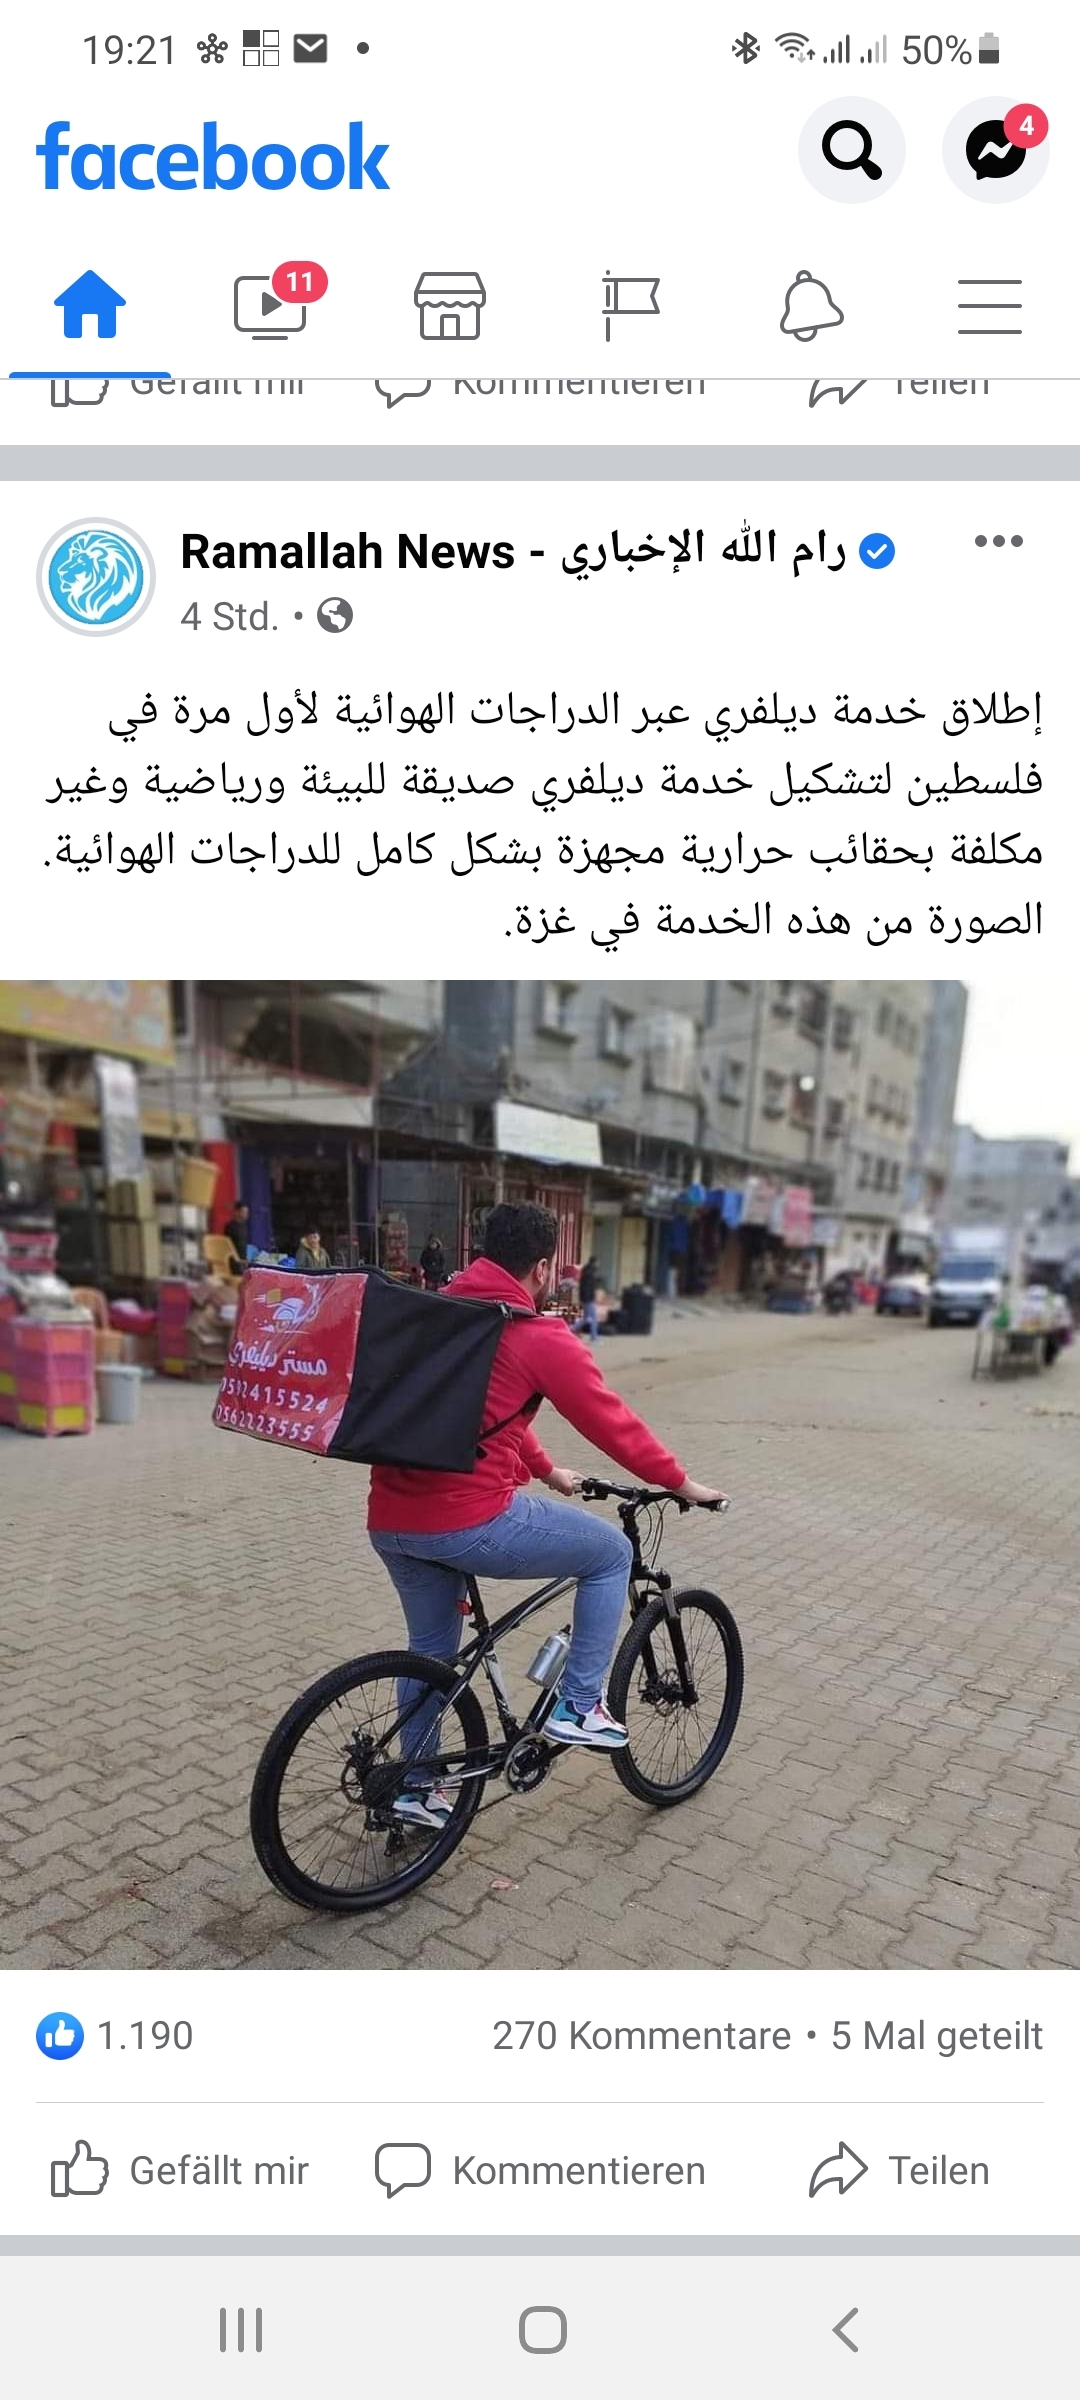 19:21
50%
facebook
4
11
Gefällt mir
Kommentieren
Teilen
Ramallah News - رام الله الإخباري
4 Std. •
إطلاق خدمة ديلفري عبر الدراجات الهوائية لأول مرة في
فلسطين لتشكيل خدمة ديلفري صديقة للبيئة ورياضية وغير
مكلفة بحقائب حرارية مجهزة بشكل كامل للدراجات الهوائية.
الصورة من هذه الخدمة في غزة.
مستر ديليفري
0592415524
0562223555
1.190
270 Kommentare • 5 Mal geteilt
Gefällt mir
Kommentieren
Teilen